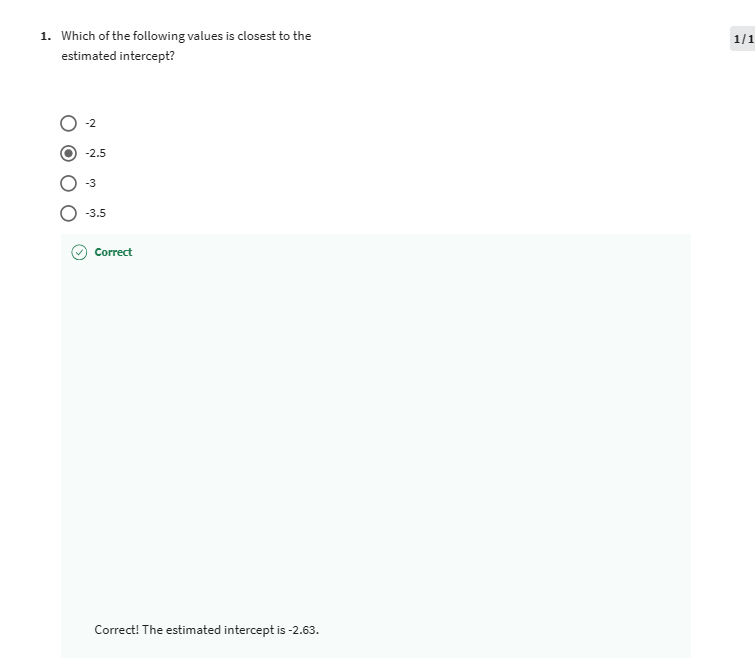 1. Which of the following values is closest to the
1/1
estimated intercept?
-2
-2.5
-3
-3.5
Correct
Correct! The estimated intercept is -2.63.